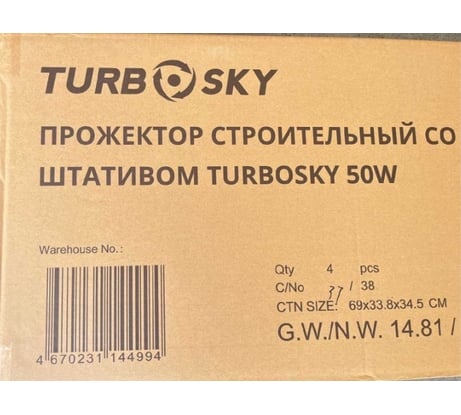 TURBOSKY
ПРОЖЕКТОР СТРОИТЕЛЬНЫЙ СО
ШТАТИВОМ TURBOSKY 50W
Warehouse No.:
Qty 4 pcs
C/No 37 / 38
CTN SIZE: 69x33.8x34.5 CM
G.W./N.W. 14.81 /
4 670231 144994